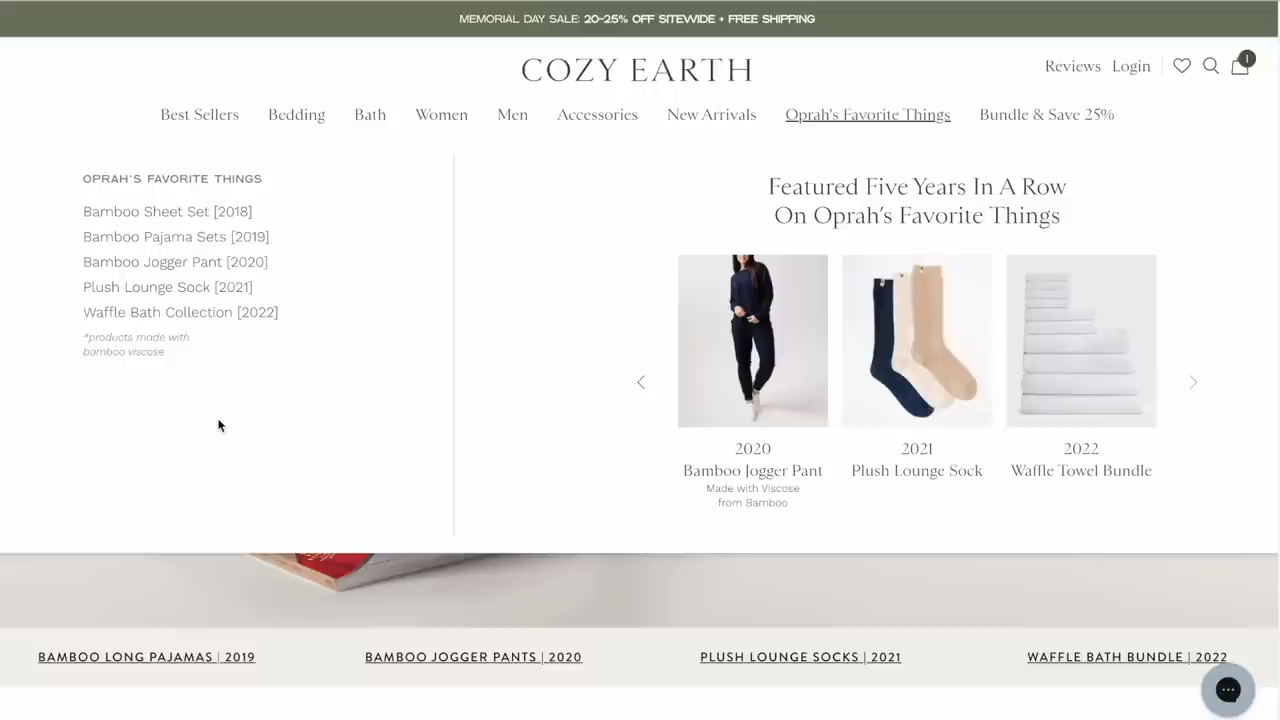 MEMORIAL DAY SALE: 20-25% OFF SITEWIDE + FREE SHIPPING
COZY EARTH
Reviews Login
1
Best Sellers Bedding Bath Women Men Accessories New Arrivals Oprah's Favorite Things Bundle & Save 25%
OPRAH'S FAVORITE THINGS
Bamboo Sheet Set [2018]
Bamboo Pajama Sets [2019]
Bamboo Jogger Pant [2020]
Plush Lounge Sock [2021]
Waffle Bath Collection [2022]
*products made with
bamboo viscose
Featured Five Years In A Row
On Oprah's Favorite Things
2020
Bamboo Jogger Pant
Made with Viscose
from Bamboo
2021
Plush Lounge Sock
2022
Waffle Towel Bundle
BAMBOO LONG PAJAMAS | 2019
BAMBOO JOGGER PANTS | 2020
PLUSH LOUNGE SOCKS | 2021
WAFFLE BATH BUNDLE | 2022